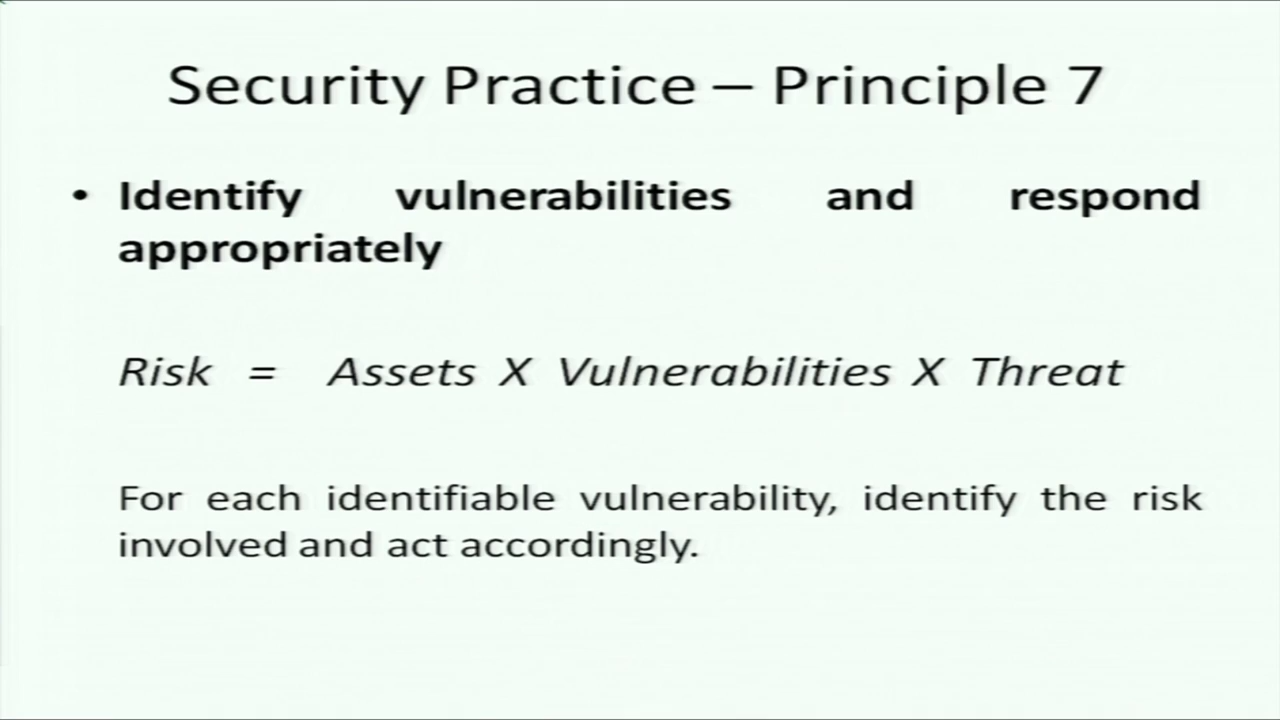 Security Practice – Principle 7
• Identify vulnerabilities and respond
appropriately
Risk = Assets X Vulnerabilities X Threat
For each identifiable vulnerability, identify the risk
involved and act accordingly.